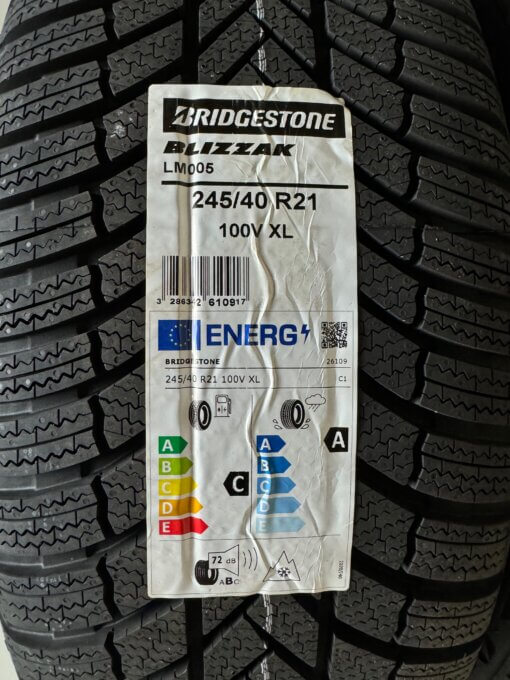 BRIDGESTONE
BLIZZAK
LM005
245/40 R21
100V XL
3 286342 610917
ENERG
BRIDGESTONE 26109
245/40 R21 100V XL C1
A
A A
B B
C C C
D D
E E
72 dB
ABC